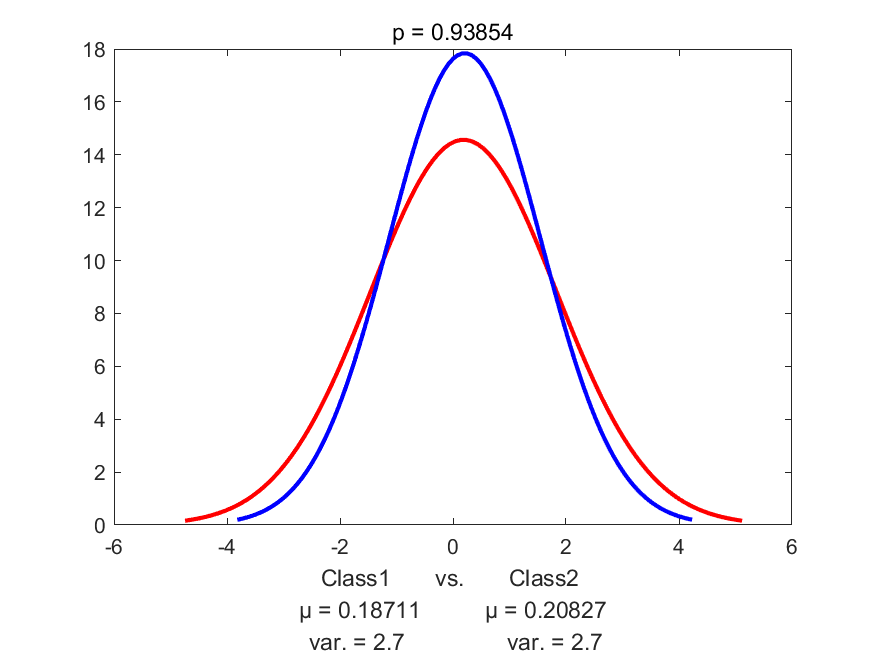 p = 0.93854
18
16
14
12
10
8
6
4
2
0
-6 -4 -2 0 2 4 6
Class1 vs. Class2
μ = 0.18711 μ = 0.20827
var. = 2.7 var. = 2.7